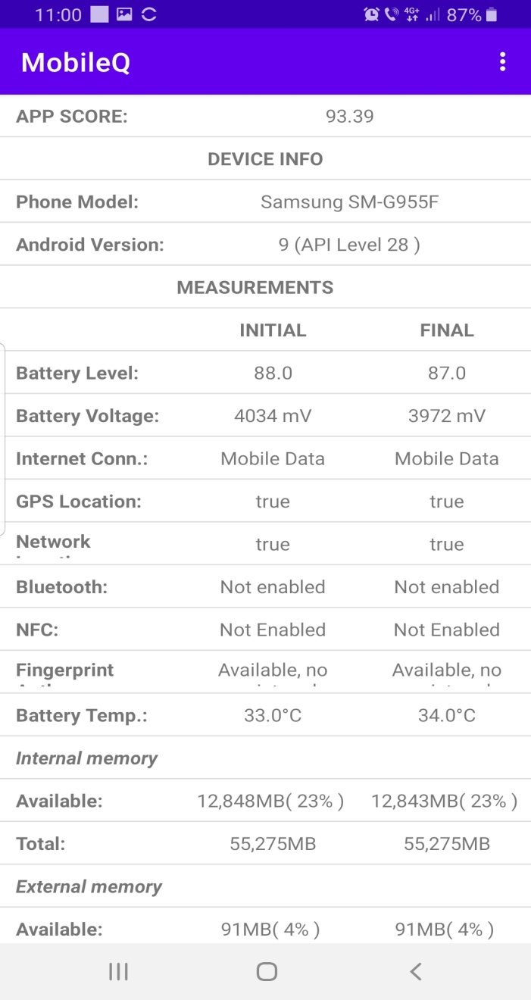 11:00 4G+ 87%
MobileQ
APP SCORE: 93.39
DEVICE INFO
Phone Model: Samsung SM-G955F
Android Version: 9 (API Level 28 )
MEASUREMENTS
INITIAL FINAL
Battery Level: 88.0 87.0
Battery Voltage: 4034 mV 3972 mV
Internet Conn.: Mobile Data Mobile Data
GPS Location: true true
Network true true
Bluetooth: Not enabled Not enabled
NFC: Not Enabled Not Enabled
Fingerprint Available, no Available, no
Battery Temp.: 33.0°C 34.0°C
Internal memory
Available: 12,848MB( 23% ) 12,843MB( 23% )
Total: 55,275MB 55,275MB
External memory
Available: 91MB( 4% ) 91MB( 4% )